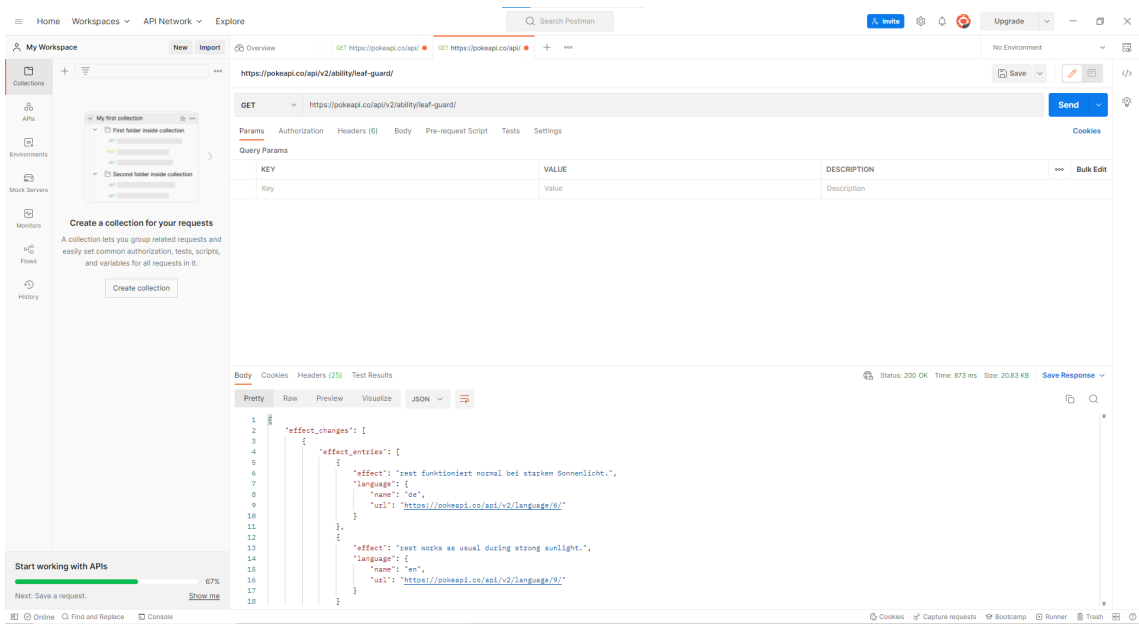 Home Workspaces API Network Explore
Search Postman
Invite
Upgrade
My Workspace
New Import
Overview
GET https://pokeapi.co/api/
GET https://pokeapi.co/api/
No Environment
Collections
APIs
Environments
Mock Servers
Monitors
Flows
History
My first collection
First folder inside collection
Second folder inside collection
Create a collection for your requests
A collection lets you group related requests and
easily set common authorization, tests, scripts,
and variables for all requests in it.
Create collection
Start working with APIs
67%
Next: Save a request. Show me
https://pokeapi.co/api/v2/ability/leaf-guard/
Save
GET https://pokeapi.co/api/v2/ability/leaf-guard/
Send
Params Authorization Headers (6) Body Pre-request Script Tests Settings
Cookies
Query Params
KEY VALUE DESCRIPTION
Bulk Edit
Key Value Description
Body Cookies Headers (25) Test Results
Status: 200 OK Time: 873 ms Size: 20.83 KB Save Response
Pretty Raw Preview Visualize JSON
1 {
2 "effect_changes": [
3 {
4 "effect_entries": [
5 {
6 "effect": "rest funktioniert normal bei starkem Sonnenlicht.",
7 "language": {
8 "name": "de",
9 "url": "https://pokeapi.co/api/v2/language/6/"
10 }
11 },
12 {
13 "effect": "rest works as usual during strong sunlight.",
14 "language": {
15 "name": "en",
16 "url": "https://pokeapi.co/api/v2/language/9/"
17 }
18 }
Online Find and Replace Console
Cookies Capture requests Bootcamp Runner Trash